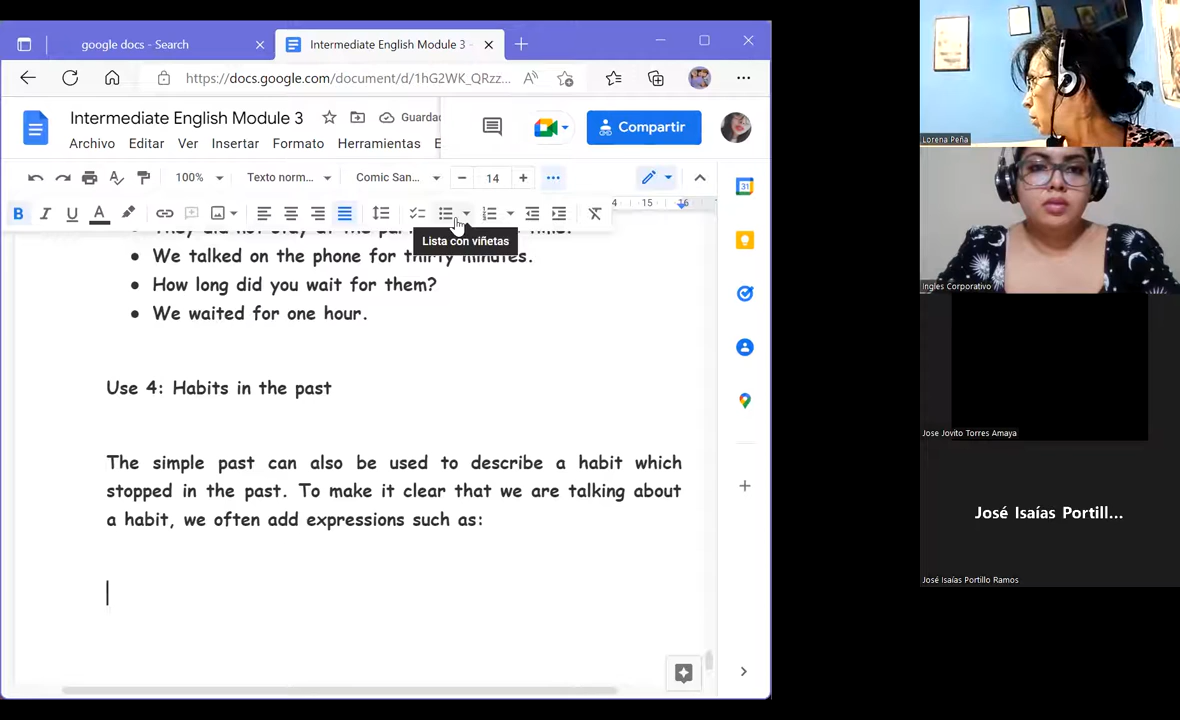 google docs - Search
Intermediate English Module 3 -
https://docs.google.com/document/d/1hG2WK_QRzz...
Intermediate English Module 3
Guardad
Compartir
Archivo Editar Ver Insertar Formato Herramientas E
100% Texto norm... Comic San... 14
14 15 16
Lista con viñetas
We talked on the phone for thirty minutes.
How long did you wait for them?
We waited for one hour.
Use 4: Habits in the past
The simple past can also be used to describe a habit which
stopped in the past. To make it clear that we are talking about
a habit, we often add expressions such as:
Lorena Peña
Ingles Corporativo
Jose Jovito Torres Amaya
José Isaías Portill...
José Isaías Portillo Ramos